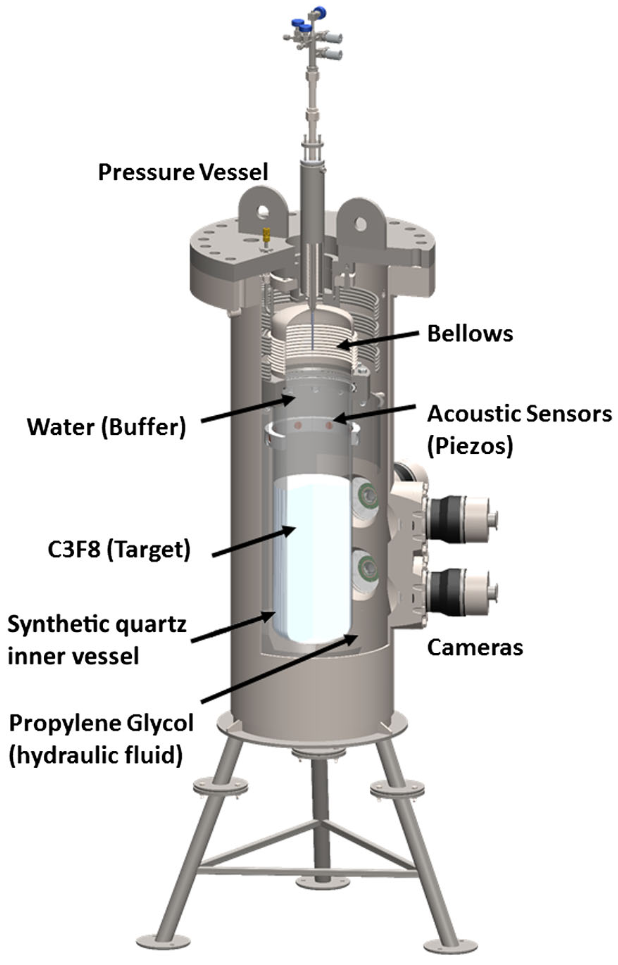 Pressure Vessel
Bellows
Water (Buffer)
Acoustic Sensors
(Piezos)
C3F8 (Target)
Synthetic quartz
inner vessel
Cameras
Propylene Glycol
(hydraulic fluid)